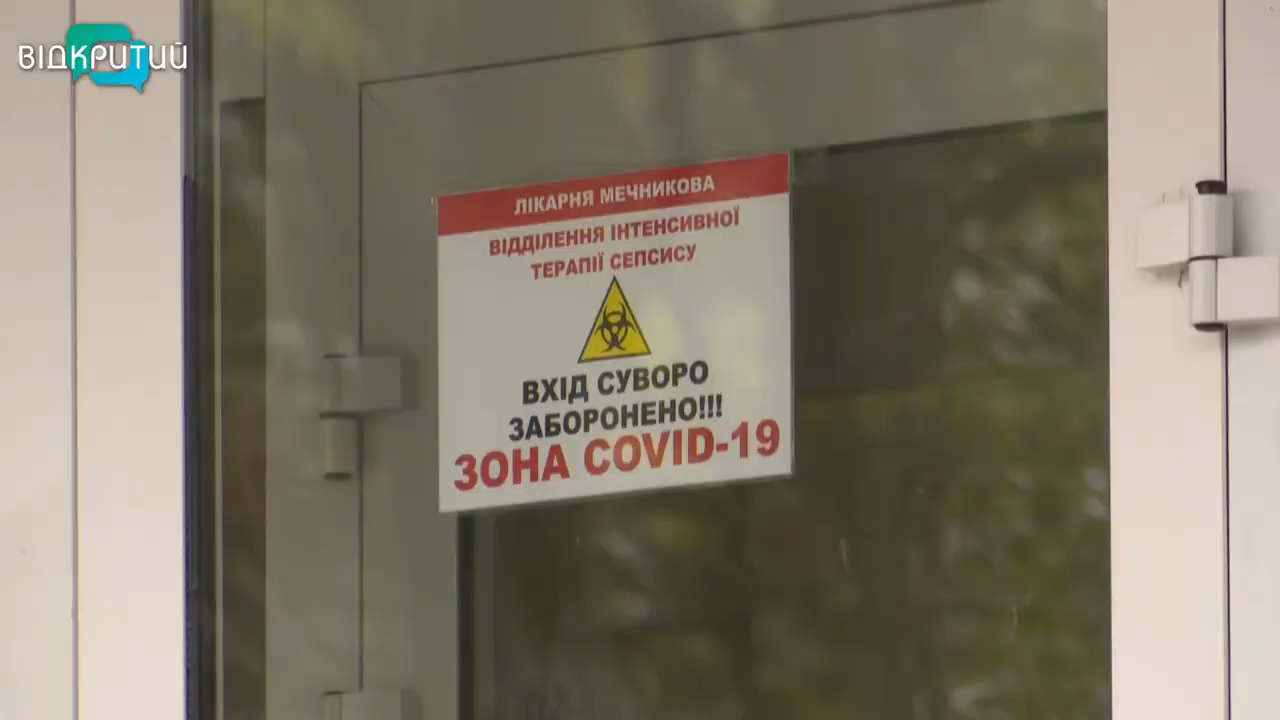 ВІДКРИТИЙ
ЛІКАРНЯ МЕЧНИКОВА
ВІДДІЛЕННЯ ІНТЕНСИВНОЇ
ТЕРАПІЇ СЕПСИСУ
ВХІД СУВОРО
ЗАБОРОНЕНО!!!
ЗОНА COVID-19